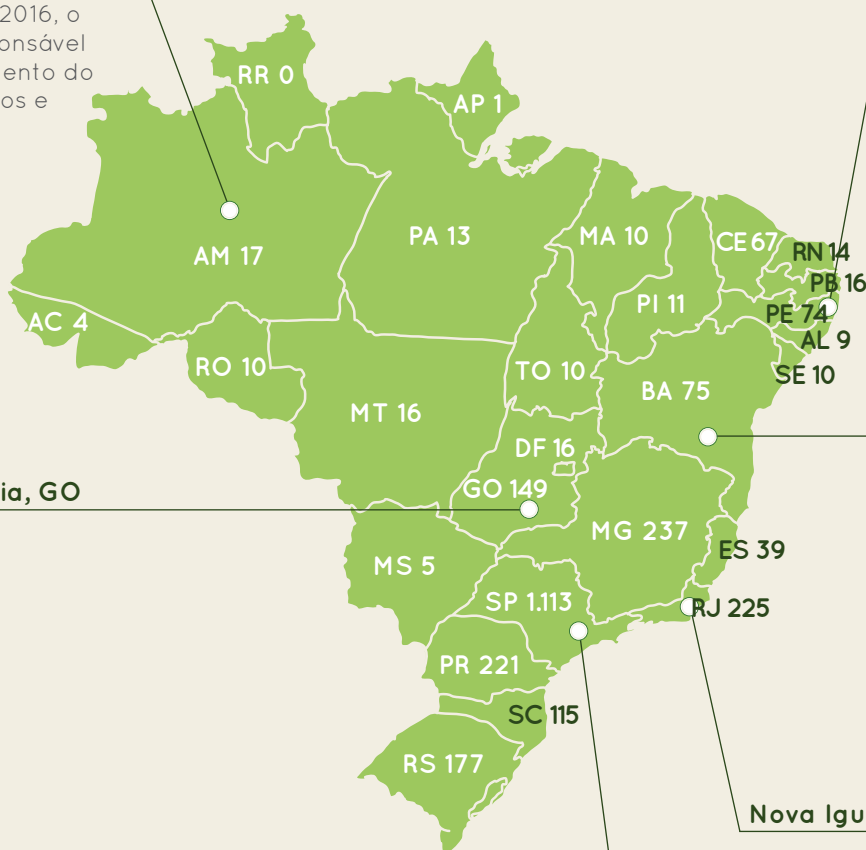 2016, o
onsável
ento do
os e
RR 0
AP 1
AM 17
PA 13
MA 10
CE 67
RN 14
PB 16
PI 11
PE 74
AC 4
AL 9
RO 10
TO 10
SE 10
BA 75
MT 16
DF 16
ia, GO
GO 149
MG 237
ES 39
MS 5
SP 1.113
RJ 225
PR 221
SC 115
RS 177
Nova Igu